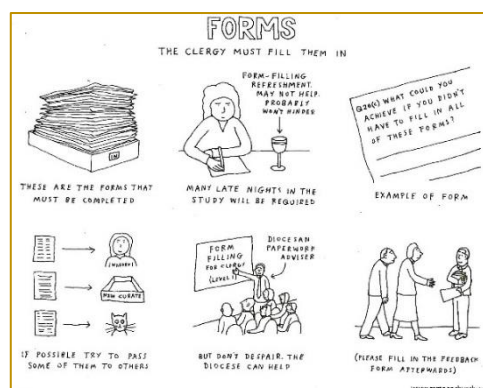 FORMS
THE CLERGY MUST FILL THEM IN
IN
THESE ARE THE FORMS THAT
MUST BE COMPLETED
FORM-FILLING
REFRESHMENT.
MAY NOT HELP.
PROBABLY
WON'T HINDER
MANY LATE NIGHTS IN THE
STUDY WILL BE REQUIRED
WHAT COULD YOU
ACHIEVE IF YOU DIDN'T
HAVE TO FILL IN ALL
OF THESE FORMS?
EXAMPLE OF FORM
NEW CURATE
IF POSSIBLE TRY TO PASS
SOME OF THEM TO OTHERS
FORM
FILLING
FOR CLERGY
(LEVEL 1)
DIOCESAN
PAPERWORK
ADVISER
BUT DON'T DESPAIR. THE
DIOCESE CAN HELP
(PLEASE FILL IN THE FEEDBACK
FORM AFTERWARDS)